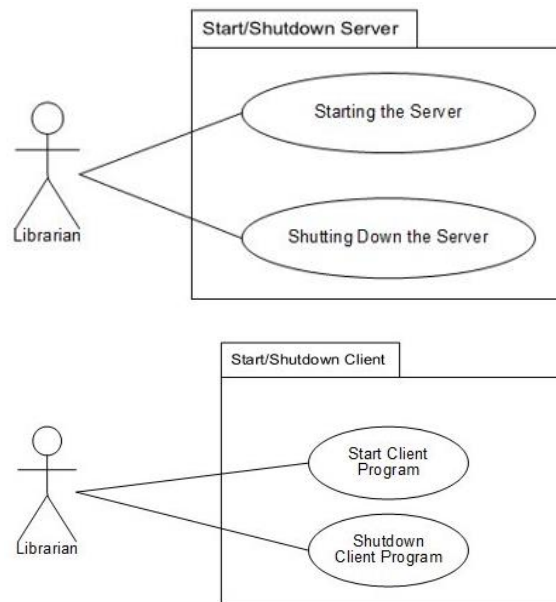 Start/Shutdown Server
Starting the Server
Librarian
Shutting Down the Server
Start/Shutdown Client
Start Client
Program
Librarian
Shutdown
Client Program